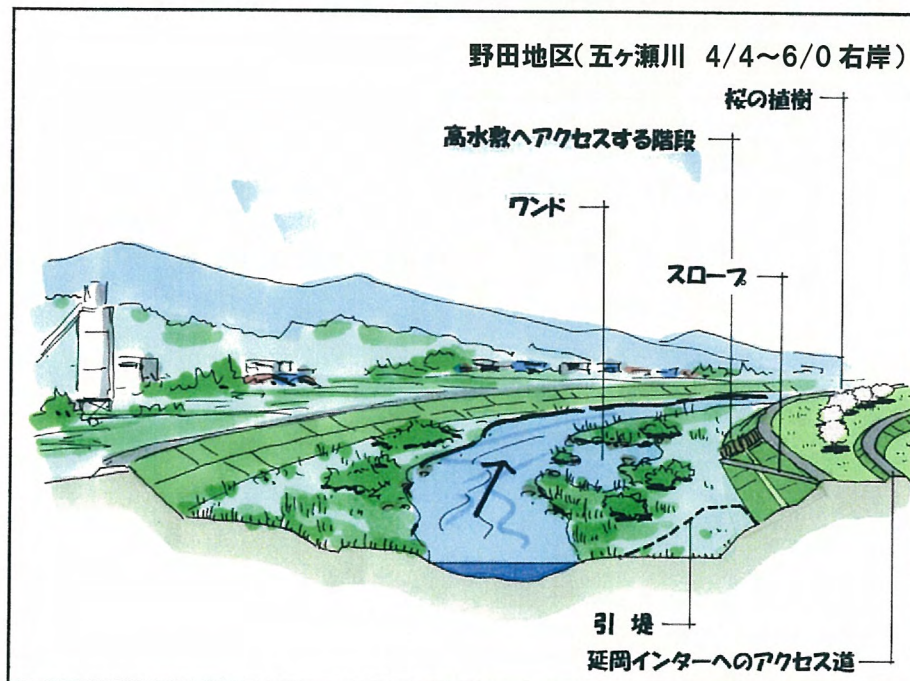 野田地区(五ヶ瀬川 4/4～6/0 右岸)
桜の植樹
高水敷へアクセスする階段
ワンド
スロープ
引堤
延岡インターへのアクセス道